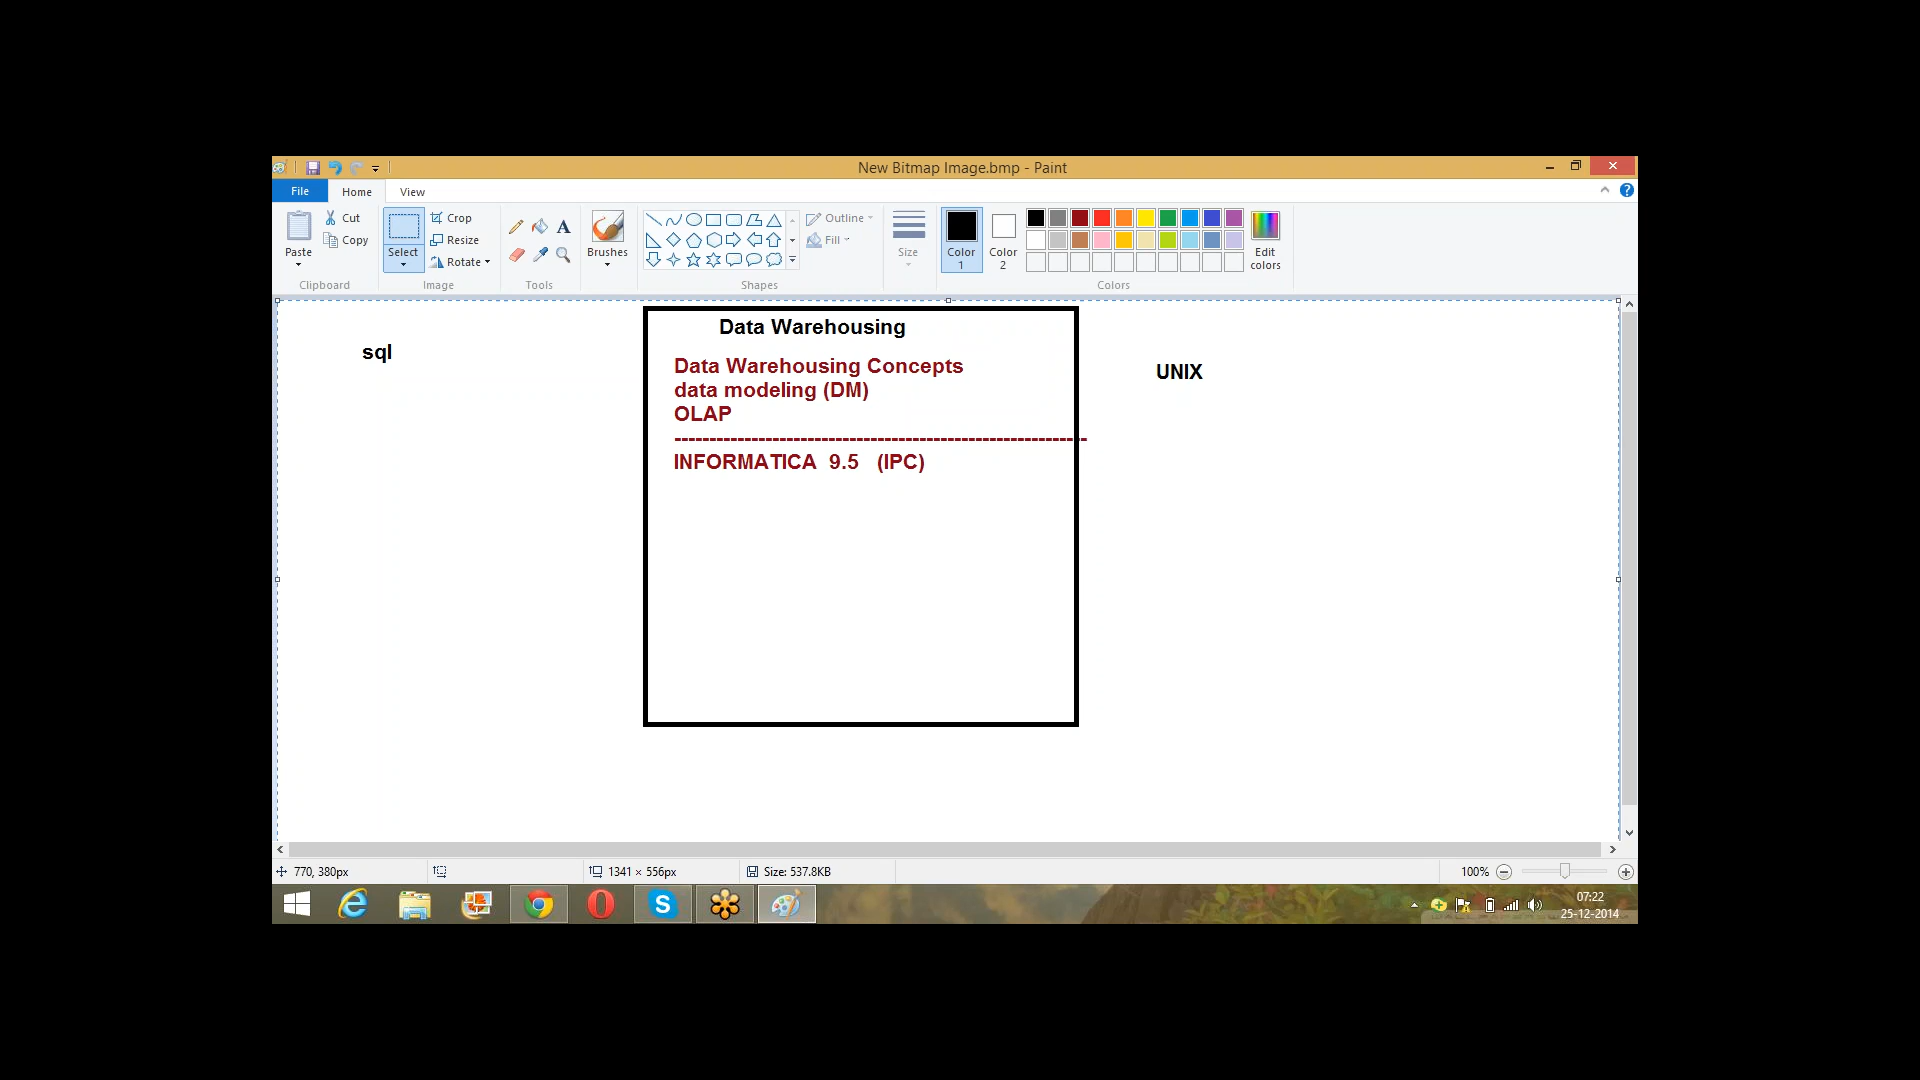 New Bitmap Image.bmp - Paint
File Home View
Paste
Cut
Copy
Clipboard
Select
Crop
Resize
Rotate
Image
A
Tools
Brushes
Outline
Fill
Shapes
Size
Color 1
Color 2
Edit colors
Colors
Data Warehousing
sql
Data Warehousing Concepts
data modeling (DM)
OLAP
------------------------------------------------------------
INFORMATICA 9.5 (IPC)
UNIX
770, 380px
1341 × 556px
Size: 537.8KB
100%
S
07:22
25-12-2014